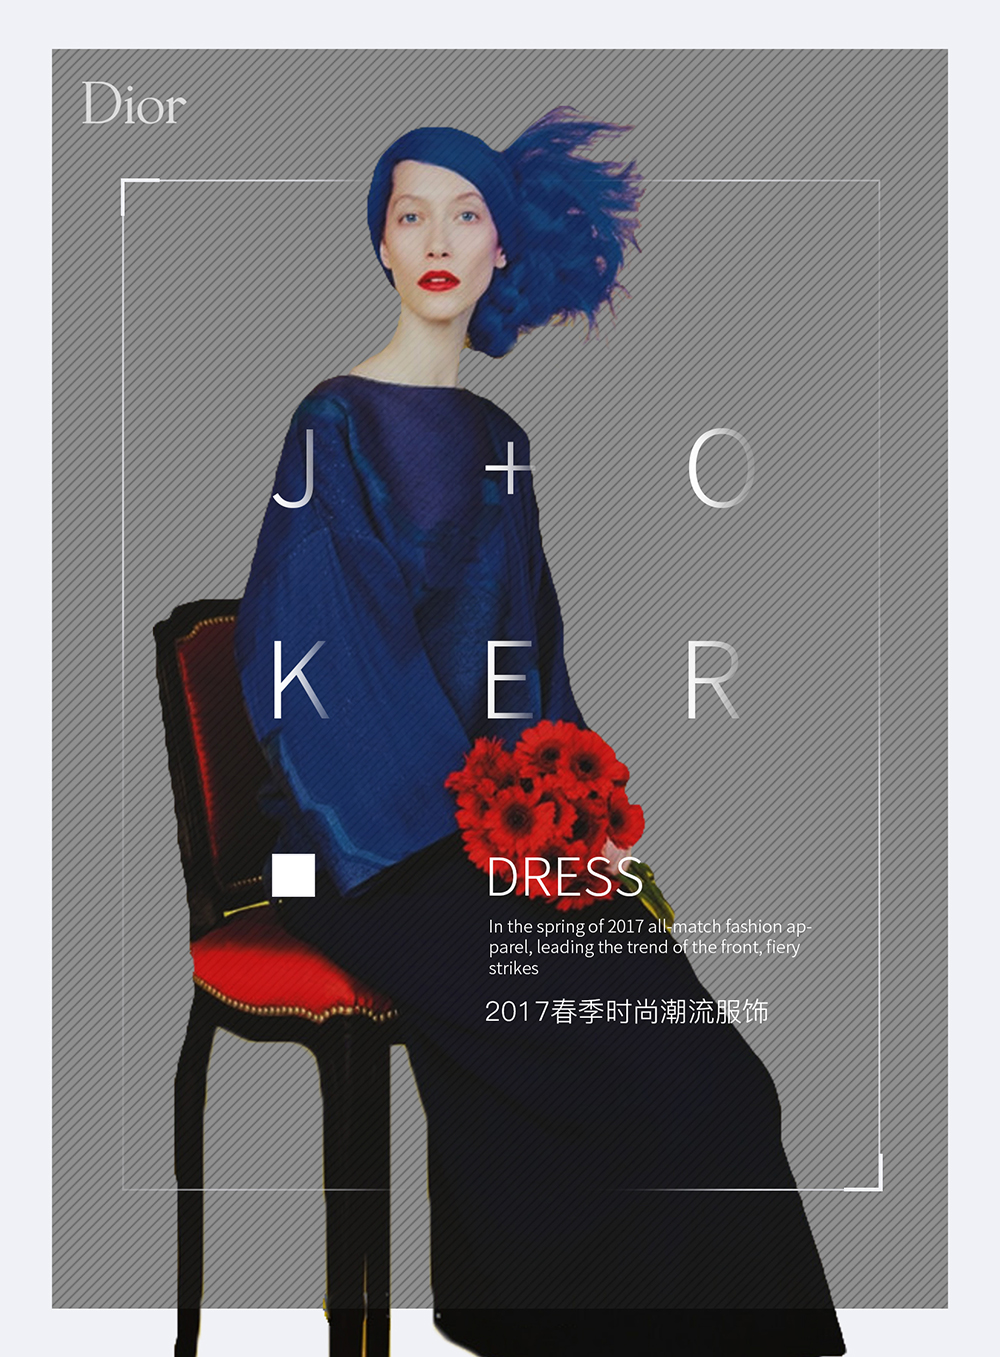 Dior
J + O
K E R
DRESS
In the spring of 2017 all-match fashion ap-
parel, leading the trend of the front, fiery
strikes
2017春季时尚潮流服饰